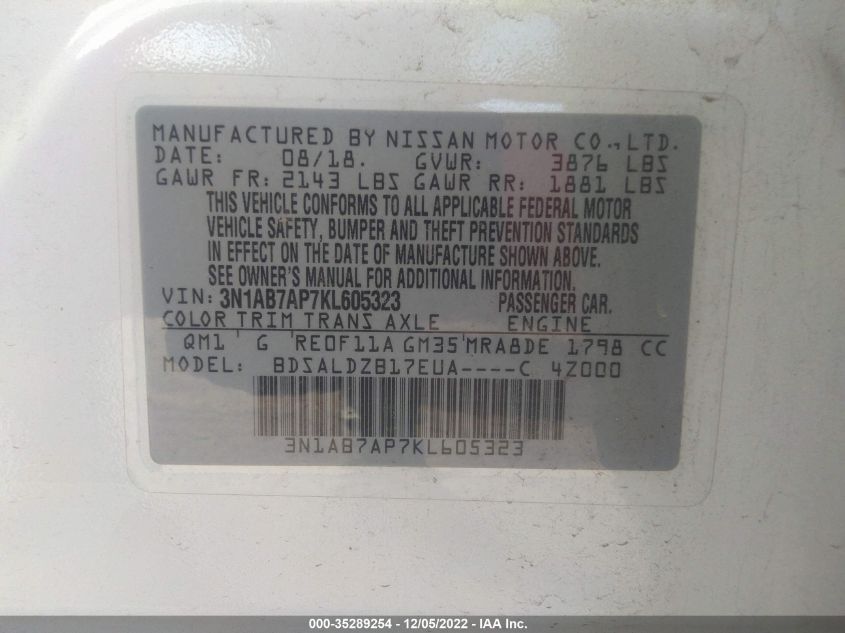 MANUFACTURED BY NISSAN MOTOR CO., LTD.
DATE: 08/18. GVWR: 3876 LBS
GAWR FR: 2143 LBS GAWR RR: 1881 LBS
THIS VEHICLE CONFORMS TO ALL APPLICABLE FEDERAL MOTOR
VEHICLE SAFETY, BUMPER AND THEFT PREVENTION STANDARDS
IN EFFECT ON THE DATE OF MANUFACTURE SHOWN ABOVE.
SEE OWNER'S MANUAL FOR ADDITIONAL INFORMATION.
VIN: 3N1AB7AP7KL605323 PASSENGER CAR.
COLOR TRIM TRANS AXLE ENGINE
QM1 G RE0F11A GM35 MRA8DE 1798 CC
MODEL: BDSALDZB17EUA----C 4Z000
3N1AB7AP7KL605323
000-35289254 - 12/05/2022 - IAA Inc.